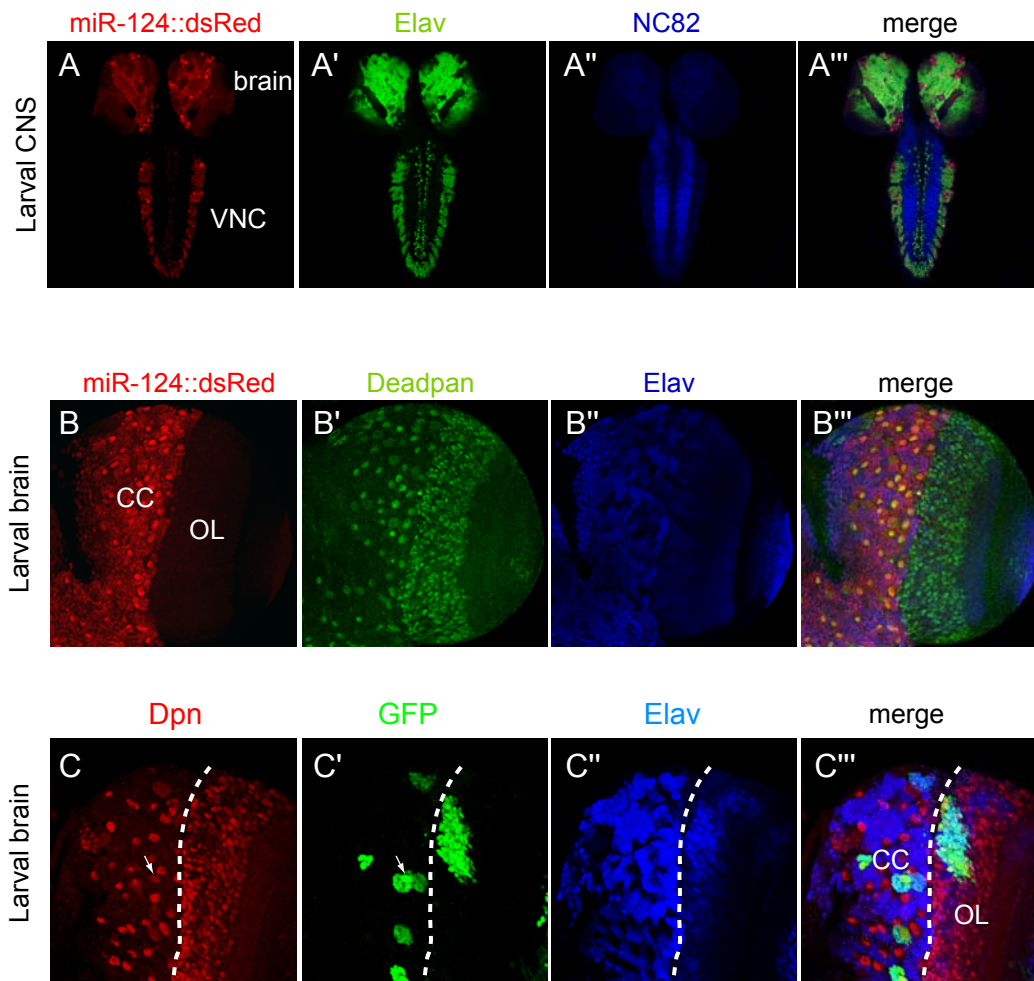 miR-124::dsRed Elav NC82 merge
Larval CNS
A A' A'' A'''
brain
VNC
miR-124::dsRed Deadpan Elav merge
Larval brain
B B' B'' B'''
CC
OL
Dpn GFP Elav merge
Larval brain
C C' C'' C'''
CC
OL